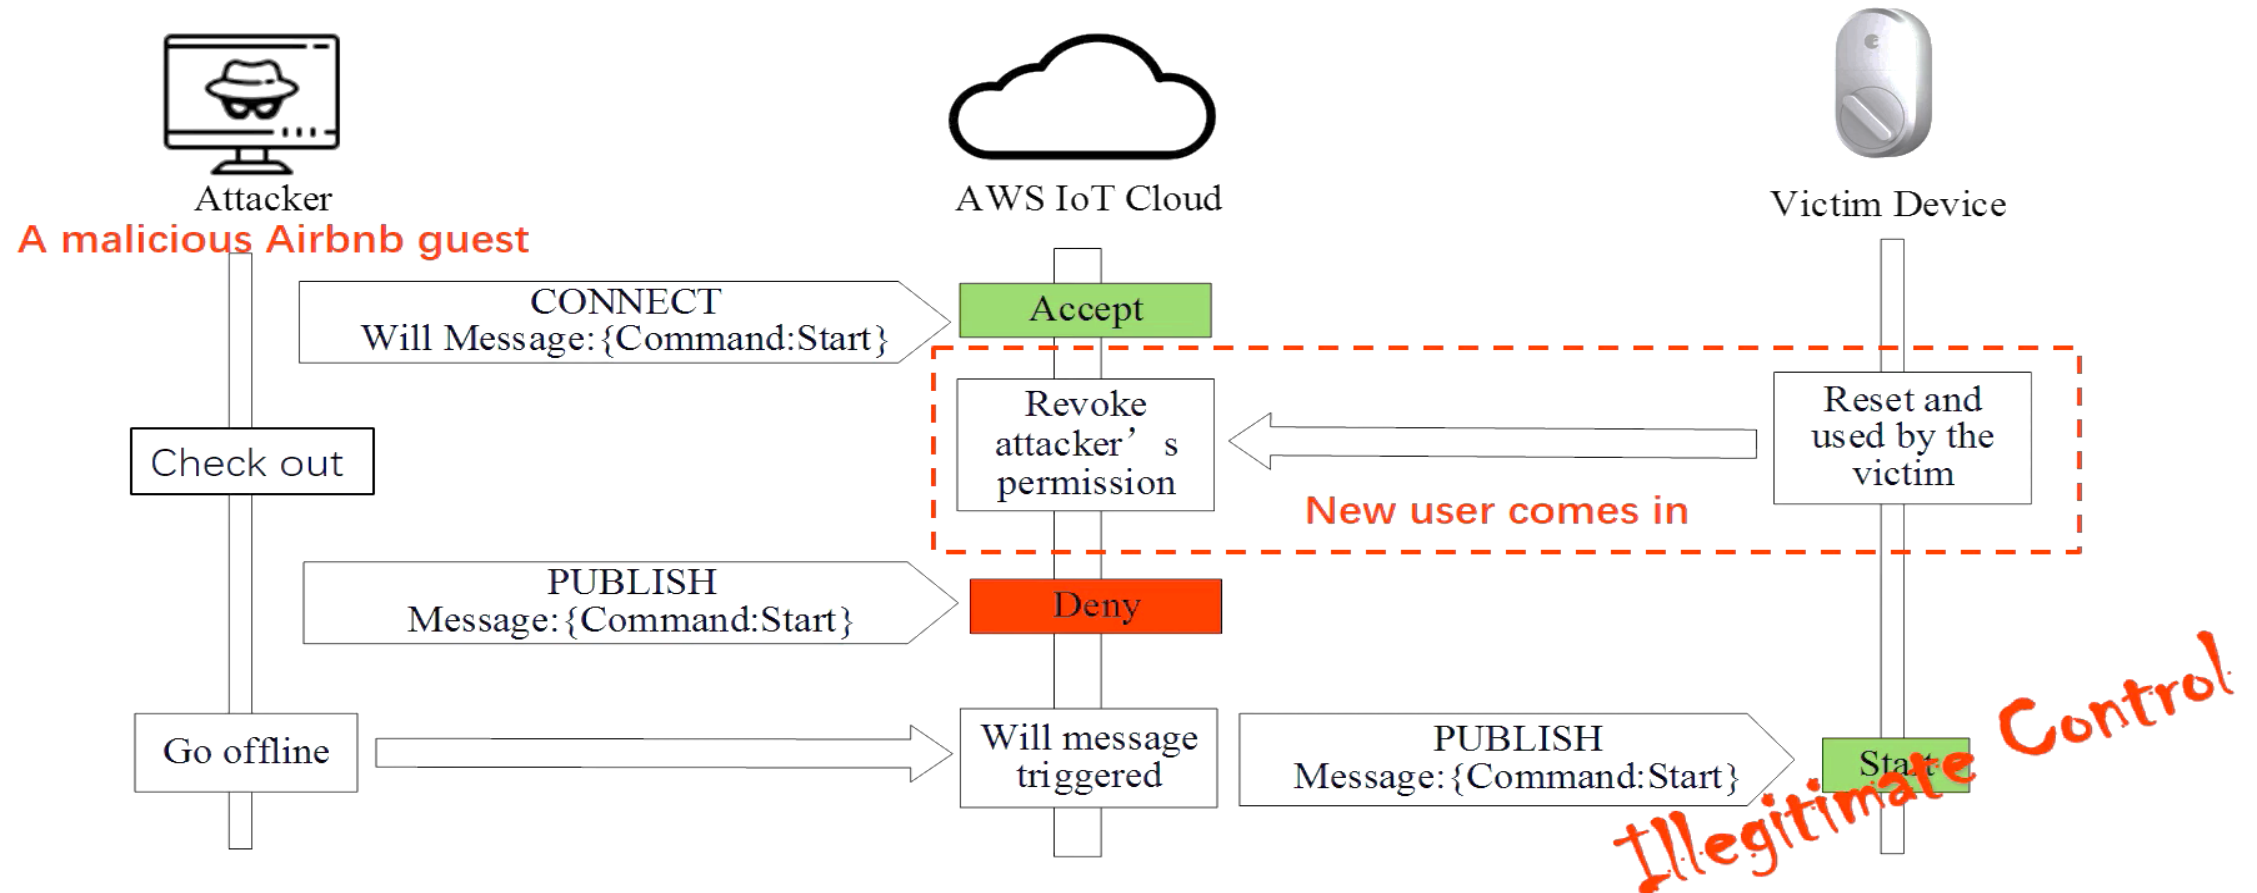 Attacker
A malicious Airbnb guest
AWS IoT Cloud
Victim Device
CONNECT
Will Message:{Command:Start}
Accept
Revoke
attacker’ s
permission
Reset and
used by the
victim
New user comes in
Check out
PUBLISH
Message:{Command:Start}
Deny
Go offline
Will message
triggered
PUBLISH
Message:{Command:Start}
Start
Illegitimate Control